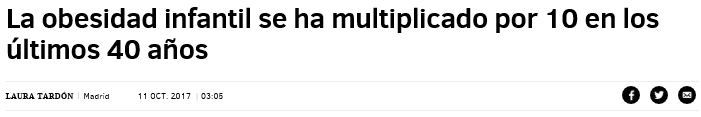 La obesidad infantil se ha multiplicado por 10 en los
últimos 40 años
LAURA TARDÓN | Madrid 11 OCT. 2017 | 03:05